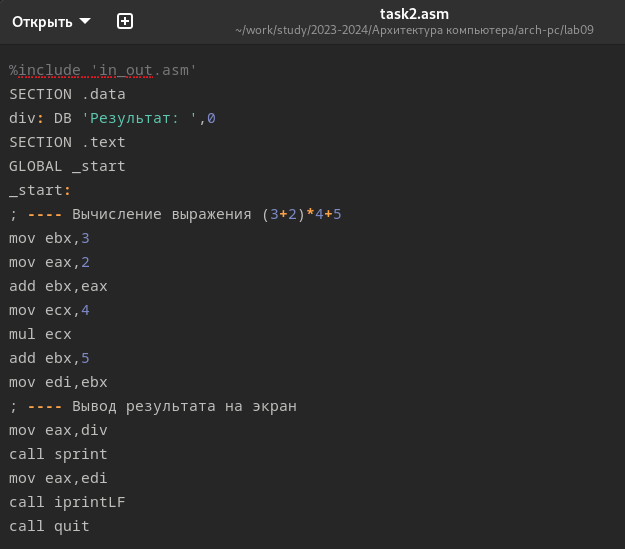 Открыть
task2.asm
~/work/study/2023-2024/Архитектура компьютера/arch-pc/lab09
%include 'in_out.asm'
SECTION .data
div: DB 'Результат: ',0
SECTION .text
GLOBAL _start
_start:
; ---- Вычисление выражения (3+2)*4+5
mov ebx,3
mov eax,2
add ebx,eax
mov ecx,4
mul ecx
add ebx,5
mov edi,ebx
; ---- Вывод результата на экран
mov eax,div
call sprint
mov eax,edi
call iprintLF
call quit